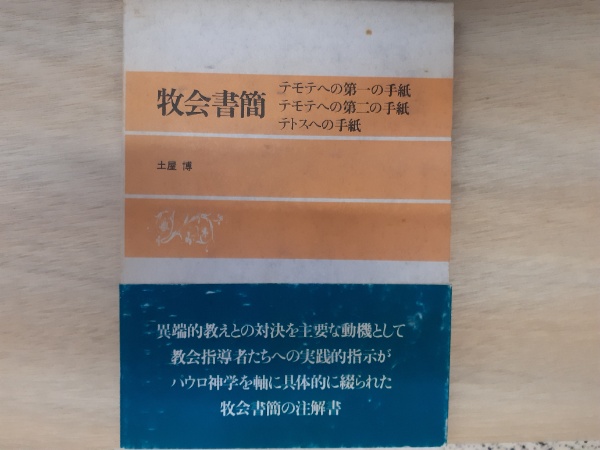 牧会書簡
テモテへの第一の手紙
テモテへの第二の手紙
テトスへの手紙
土屋 博
異端的教えとの対決を主要な動機として
教会指導者たちへの実践的指示が
パウロ神学を軸に具体的に綴られた
牧会書簡の注解書